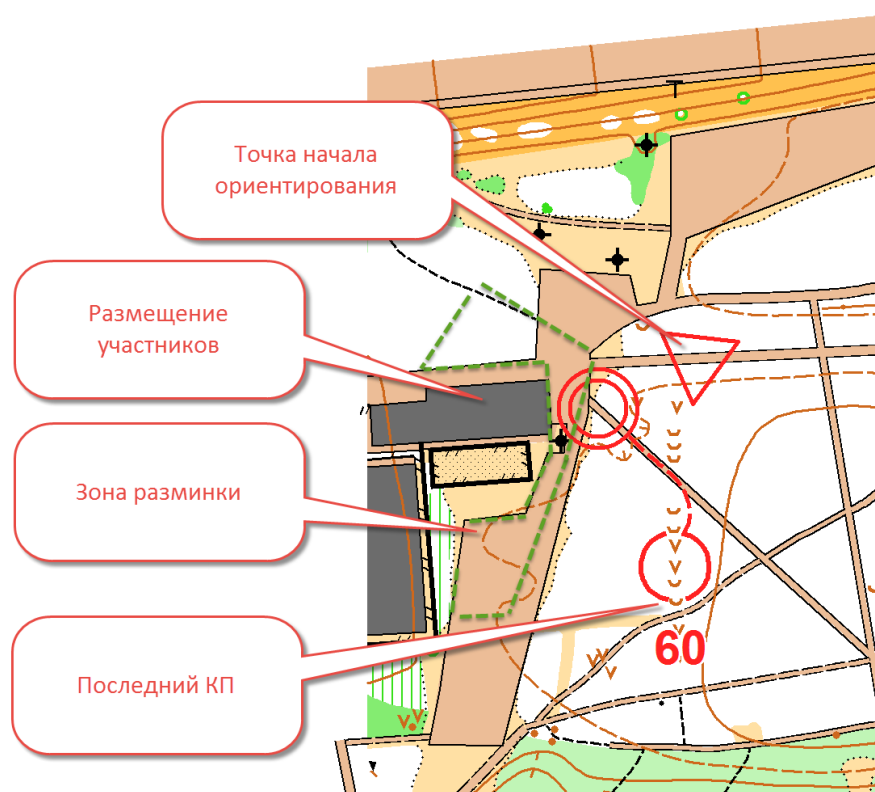 Точка начала
ориентирования
Размещение
участников
Зона разминки
Последний КП
60